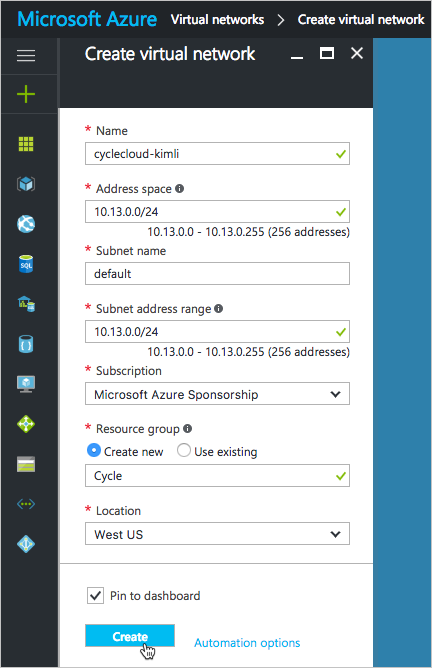 Microsoft Azure Virtual networks > Create virtual network
Create virtual network
* Name
cyclecloud-kimli
* Address space
10.13.0.0/24
10.13.0.0 - 10.13.0.255 (256 addresses)
* Subnet name
default
* Subnet address range
10.13.0.0/24
10.13.0.0 - 10.13.0.255 (256 addresses)
* Subscription
Microsoft Azure Sponsorship
* Resource group
Create new Use existing
Cycle
* Location
West US
Pin to dashboard
Create Automation options
SQL